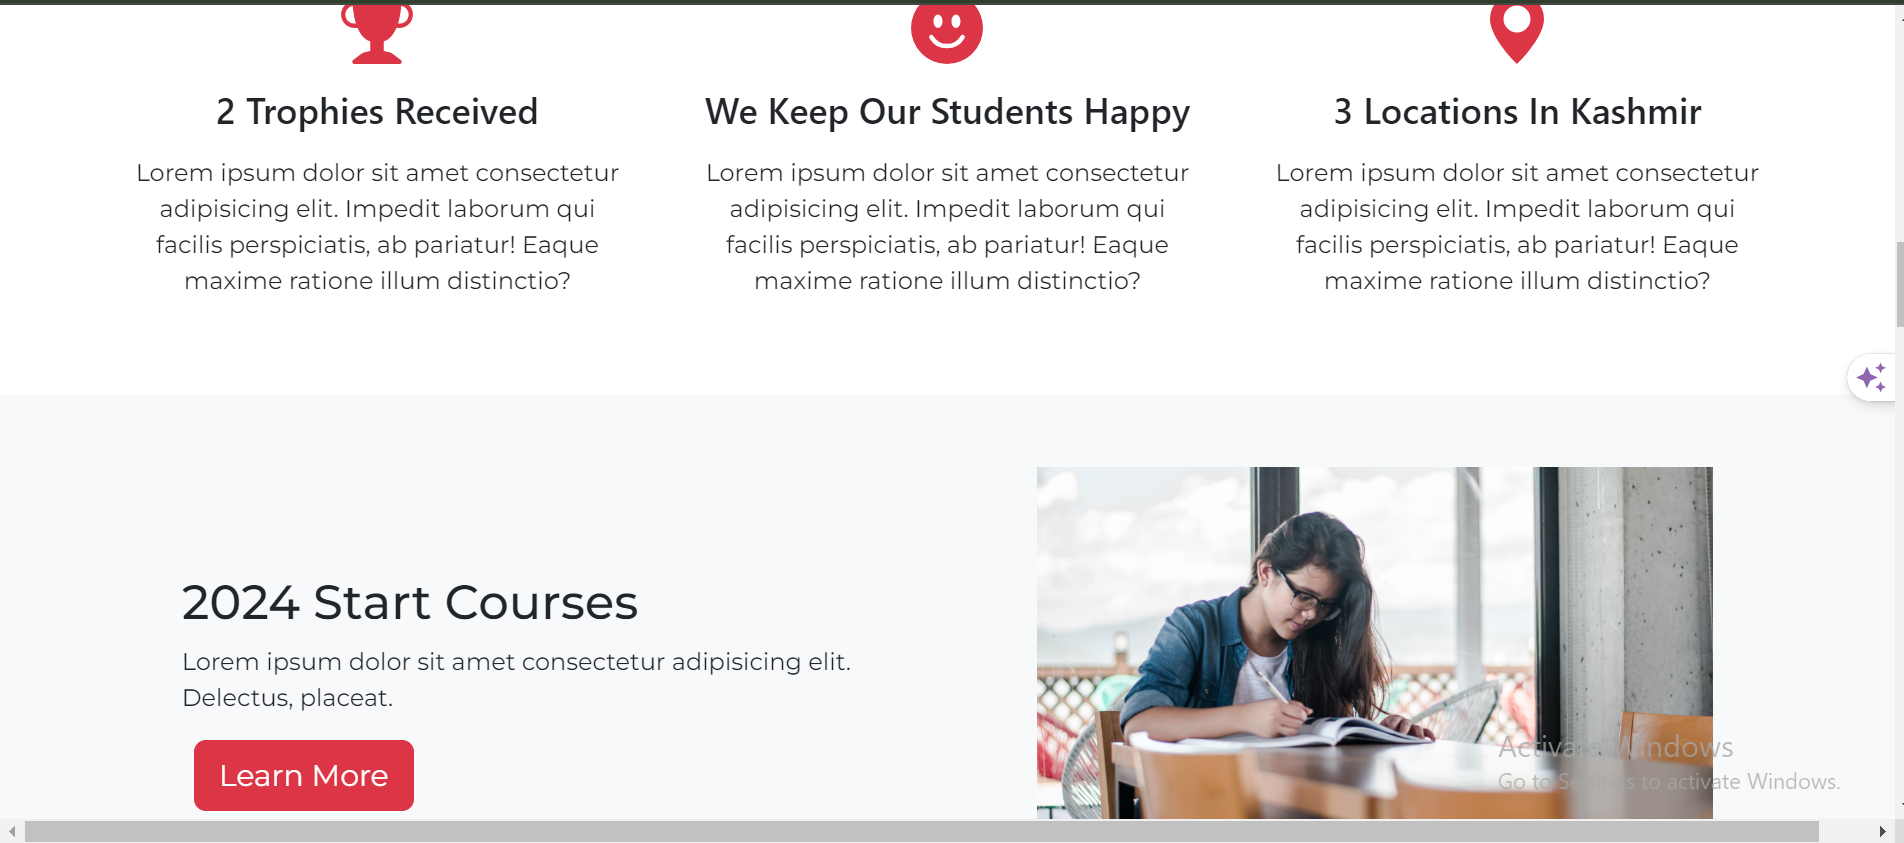 2 Trophies Received
Lorem ipsum dolor sit amet consectetur
adipisicing elit. Impedit laborum qui
facilis perspiciatis, ab pariatur! Eaque
maxime ratione illum distinctio?
We Keep Our Students Happy
Lorem ipsum dolor sit amet consectetur
adipisicing elit. Impedit laborum qui
facilis perspiciatis, ab pariatur! Eaque
maxime ratione illum distinctio?
3 Locations In Kashmir
Lorem ipsum dolor sit amet consectetur
adipisicing elit. Impedit laborum qui
facilis perspiciatis, ab pariatur! Eaque
maxime ratione illum distinctio?
2024 Start Courses
Lorem ipsum dolor sit amet consectetur adipisicing elit.
Delectus, placeat.
Learn More
Activate Windows
Go to Settings to activate Windows.